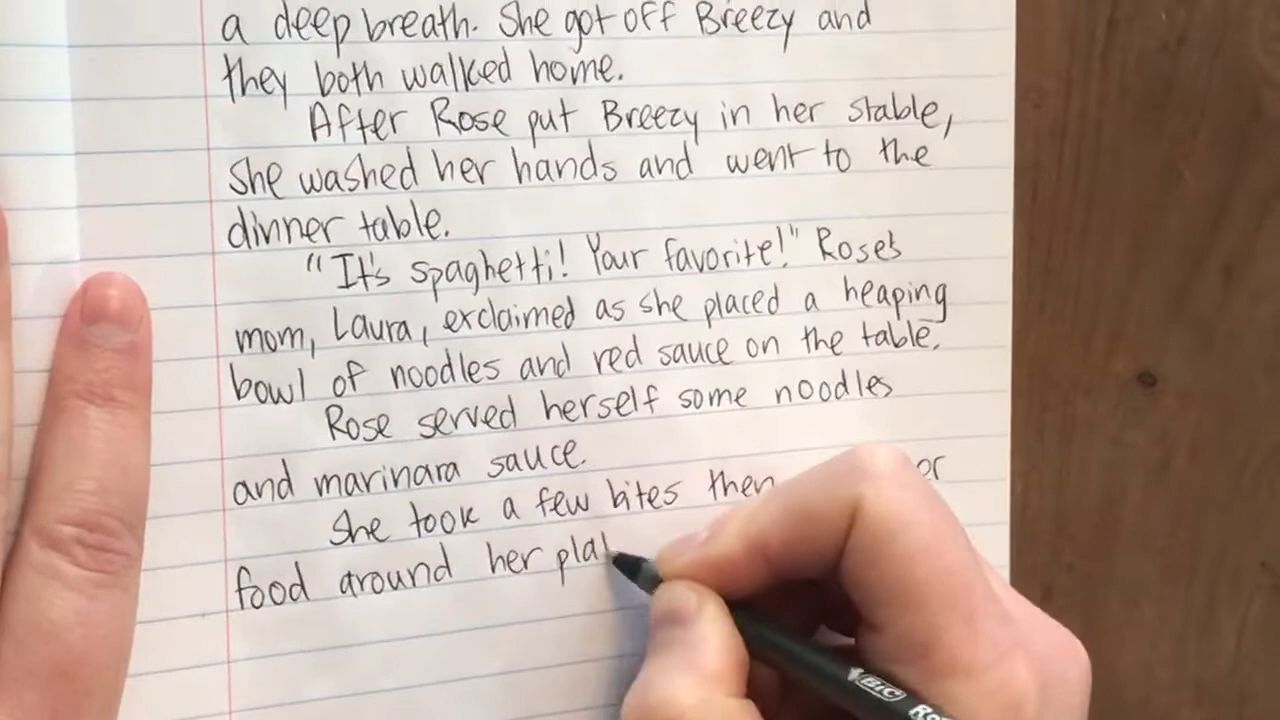 a deep breath. She got off Breezy and
they both walked home.
After Rose put Breezy in her stable,
she washed her hands and went to the
dinner table.
"It's spaghetti! Your favorite!" Rose's
mom, Laura, exclaimed as she placed a heaping
bowl of noodles and red sauce on the table.
Rose served herself some noodles
and marinara sauce.
She took a few bites then
food around her pla
BIC